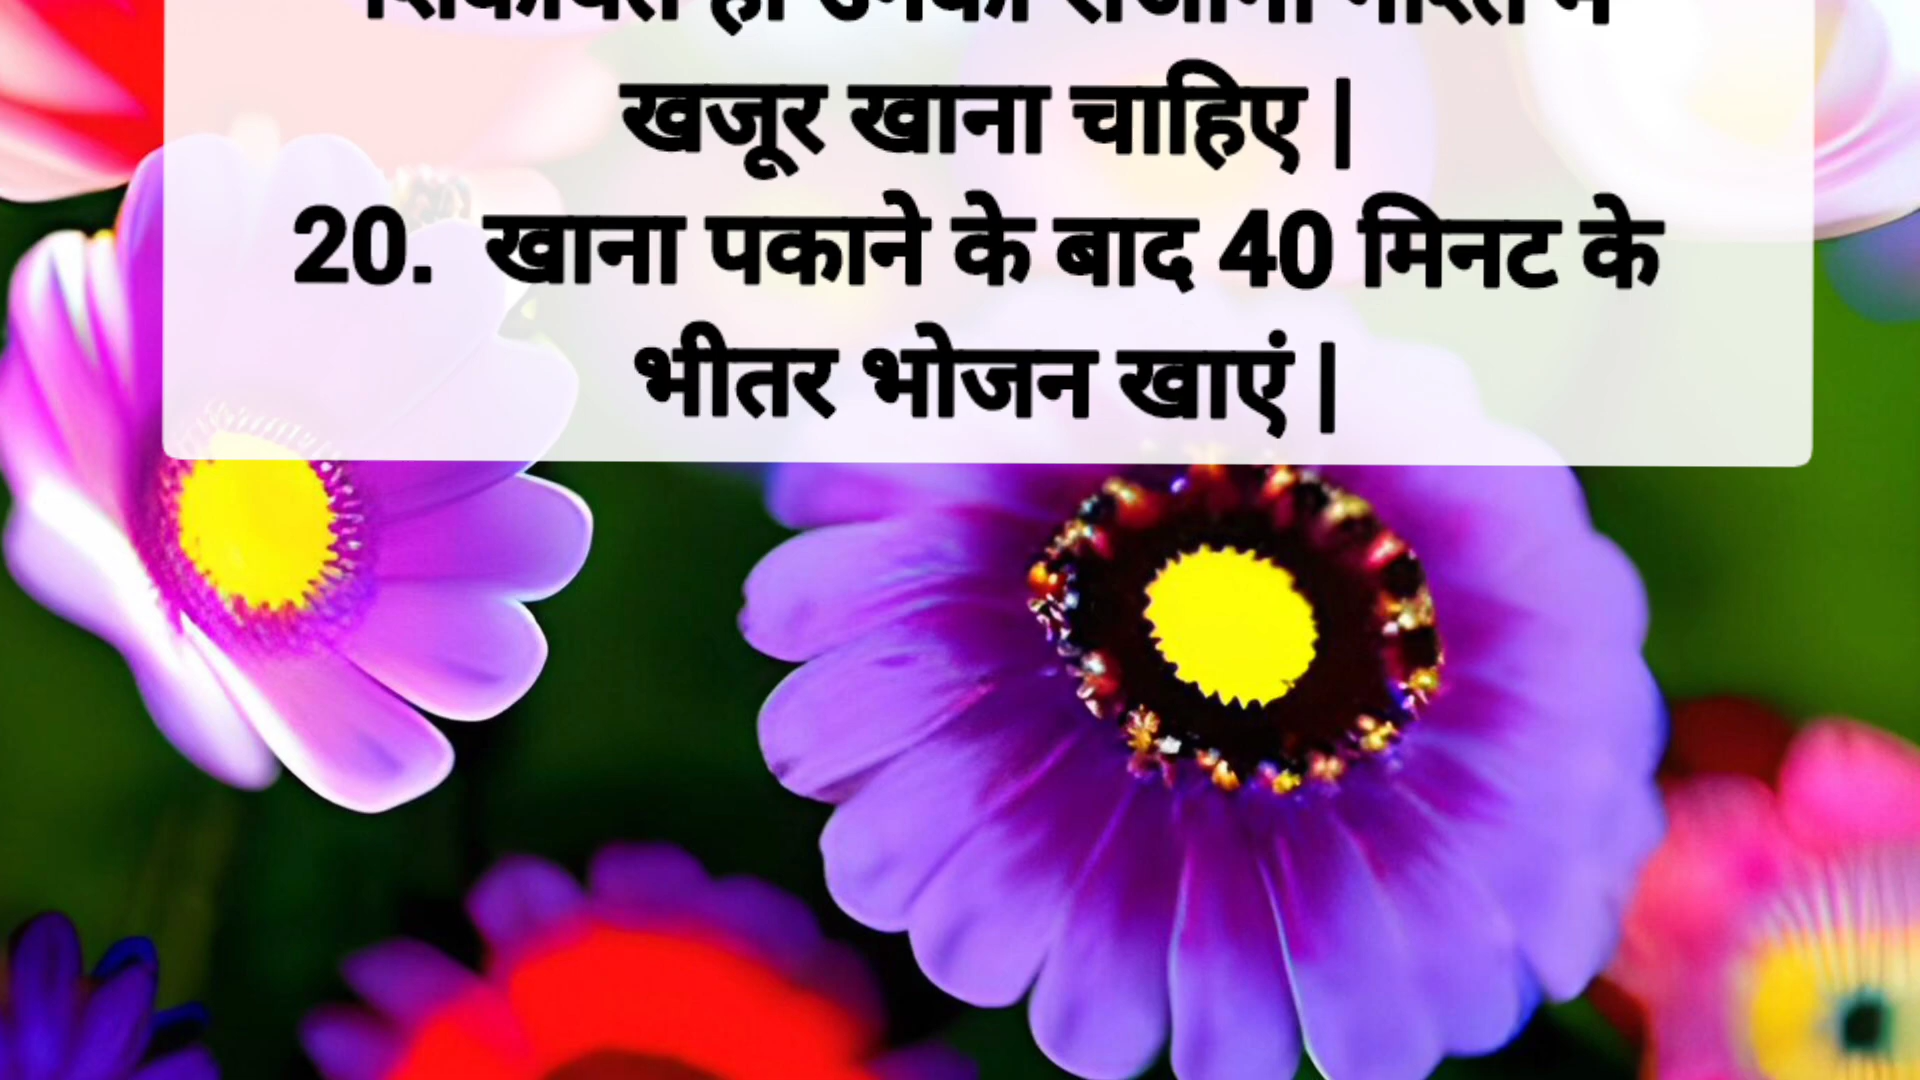 खजूर खाना चाहिए |
20. खाना पकाने के बाद 40 मिनट के
भीतर भोजन खाएं |